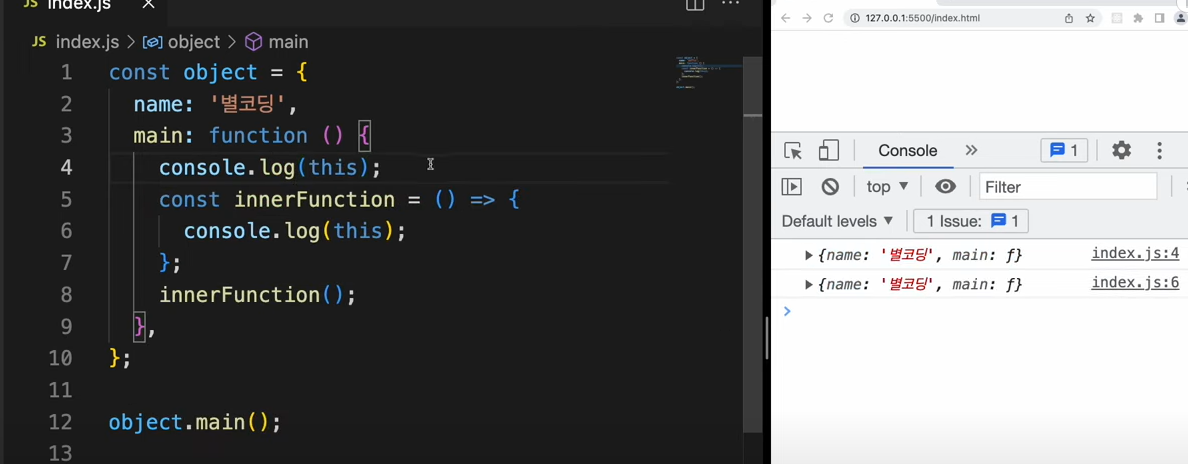 JS index.js ×
JS index.js > object > main
1 const object = {
2 name: '별코딩',
3 main: function () {
4 console.log(this);
5 const innerFunction = () => {
6 console.log(this);
7 };
8 innerFunction();
9 },
10 };
11
12 object.main();
13
127.0.0.1:5500/index.html
Console » 1
top ▼ Filter
Default levels ▼ 1 Issue: 1
▶{name: '별코딩', main: ƒ} index.js:4
▶{name: '별코딩', main: ƒ} index.js:6
>